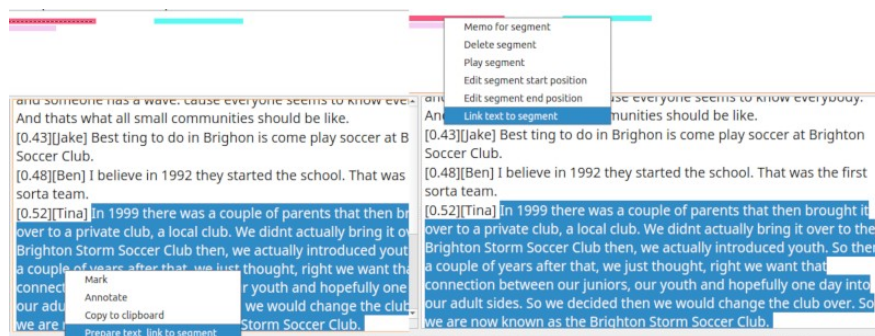 and someone has a wave. cause everyone seems to know
And thats what all small communities should be like.
[0.43][Jake] Best ting to do in Brighon is come play soccer at B
Soccer Club.
[0.48][Ben] I believe in 1992 they started the school. That was
sorta team.
[0.52][Tina] In 1999 there was a couple of parents that then br
over to a private club, a local club. We didnt actually bring it ov
Brighton Storm Soccer Club then, we actually introduced yout
a couple of years after that, we just thought, right we want tha
connect r youth and hopefully one
our adu we would change the club
we are Storm Soccer Club.
Mark
Annotate
Copy to clipboard
Prepare text_link to segment
Memo for segment
Delete segment
Play segment
Edit segment start position
Edit segment end position
Link text to segment
use everyone seems to know everybody.
An munities should be like.
[0.43][Jake] Best ting to do in Brighon is come play soccer at Brighton
Soccer Club.
[0.48][Ben] I believe in 1992 they started the school. That was the first
sorta team.
[0.52][Tina] In 1999 there was a couple of parents that then brought it
over to a private club, a local club. We didnt actually bring it over to the
Brighton Storm Soccer Club then, we actually introduced youth. So then
a couple of years after that, we just thought, right we want that
connection between our juniors, our youth and hopefully one day into
our adult sides. So we decided then we would change the club over. So
we are now known as the Brighton Storm Soccer Club.